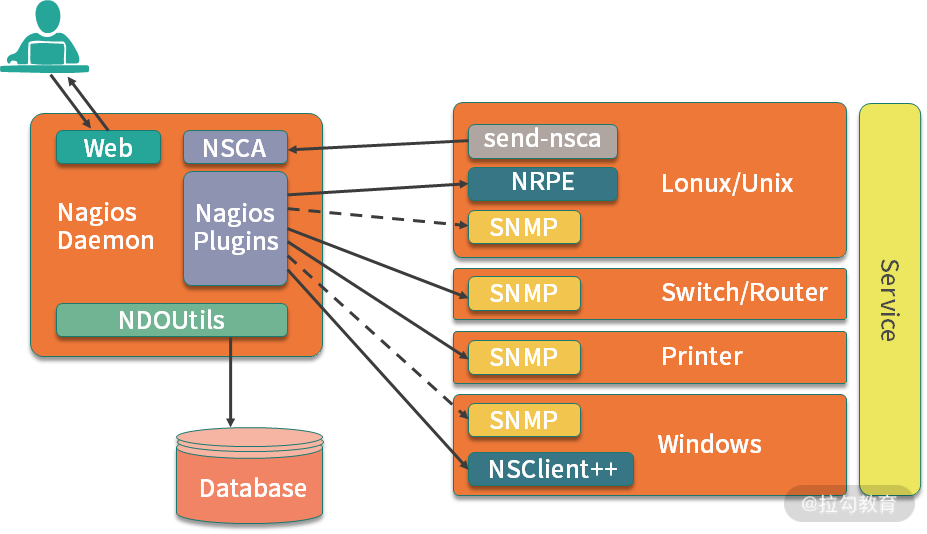 Web
NSCA
Nagios
Daemon
Nagios
Plugins
NDOUtils
Database
send-nsca
NRPE
SNMP
Lonux/Unix
SNMP
Switch/Router
SNMP
Printer
SNMP
NSClient++
Windows
Service
@拉勾教育